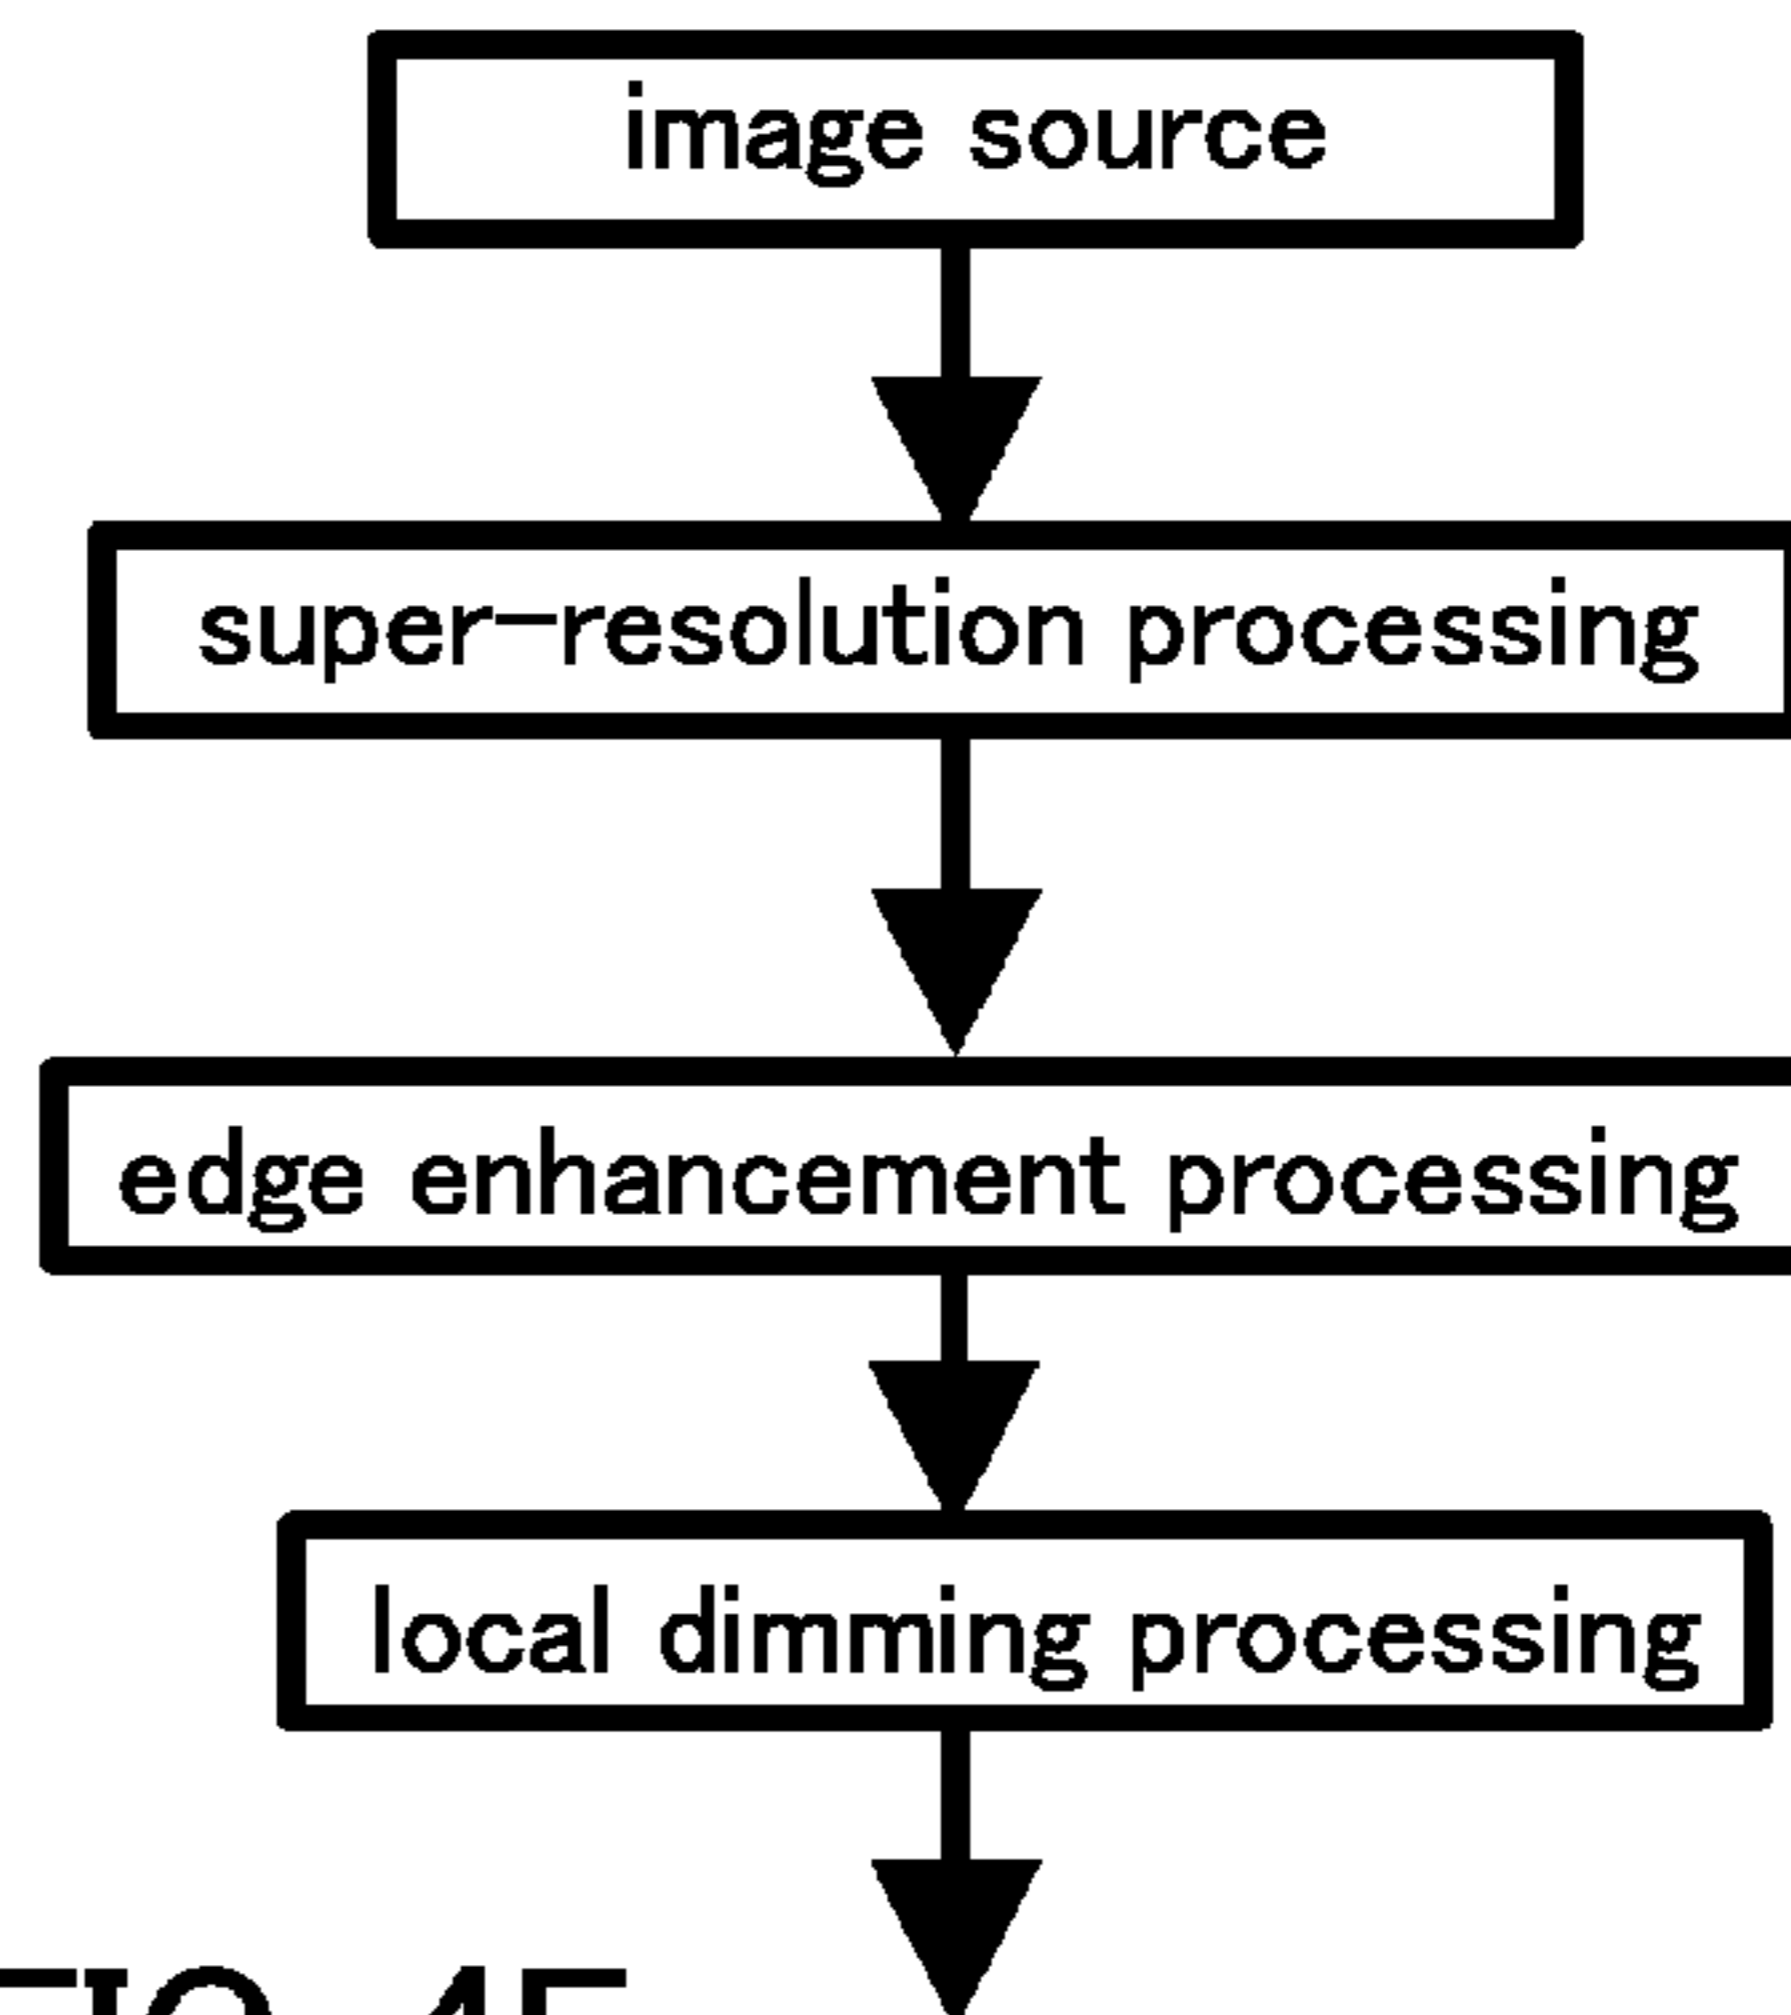 image source
super-resolution processing
edge enhancement processing
local dimming processing